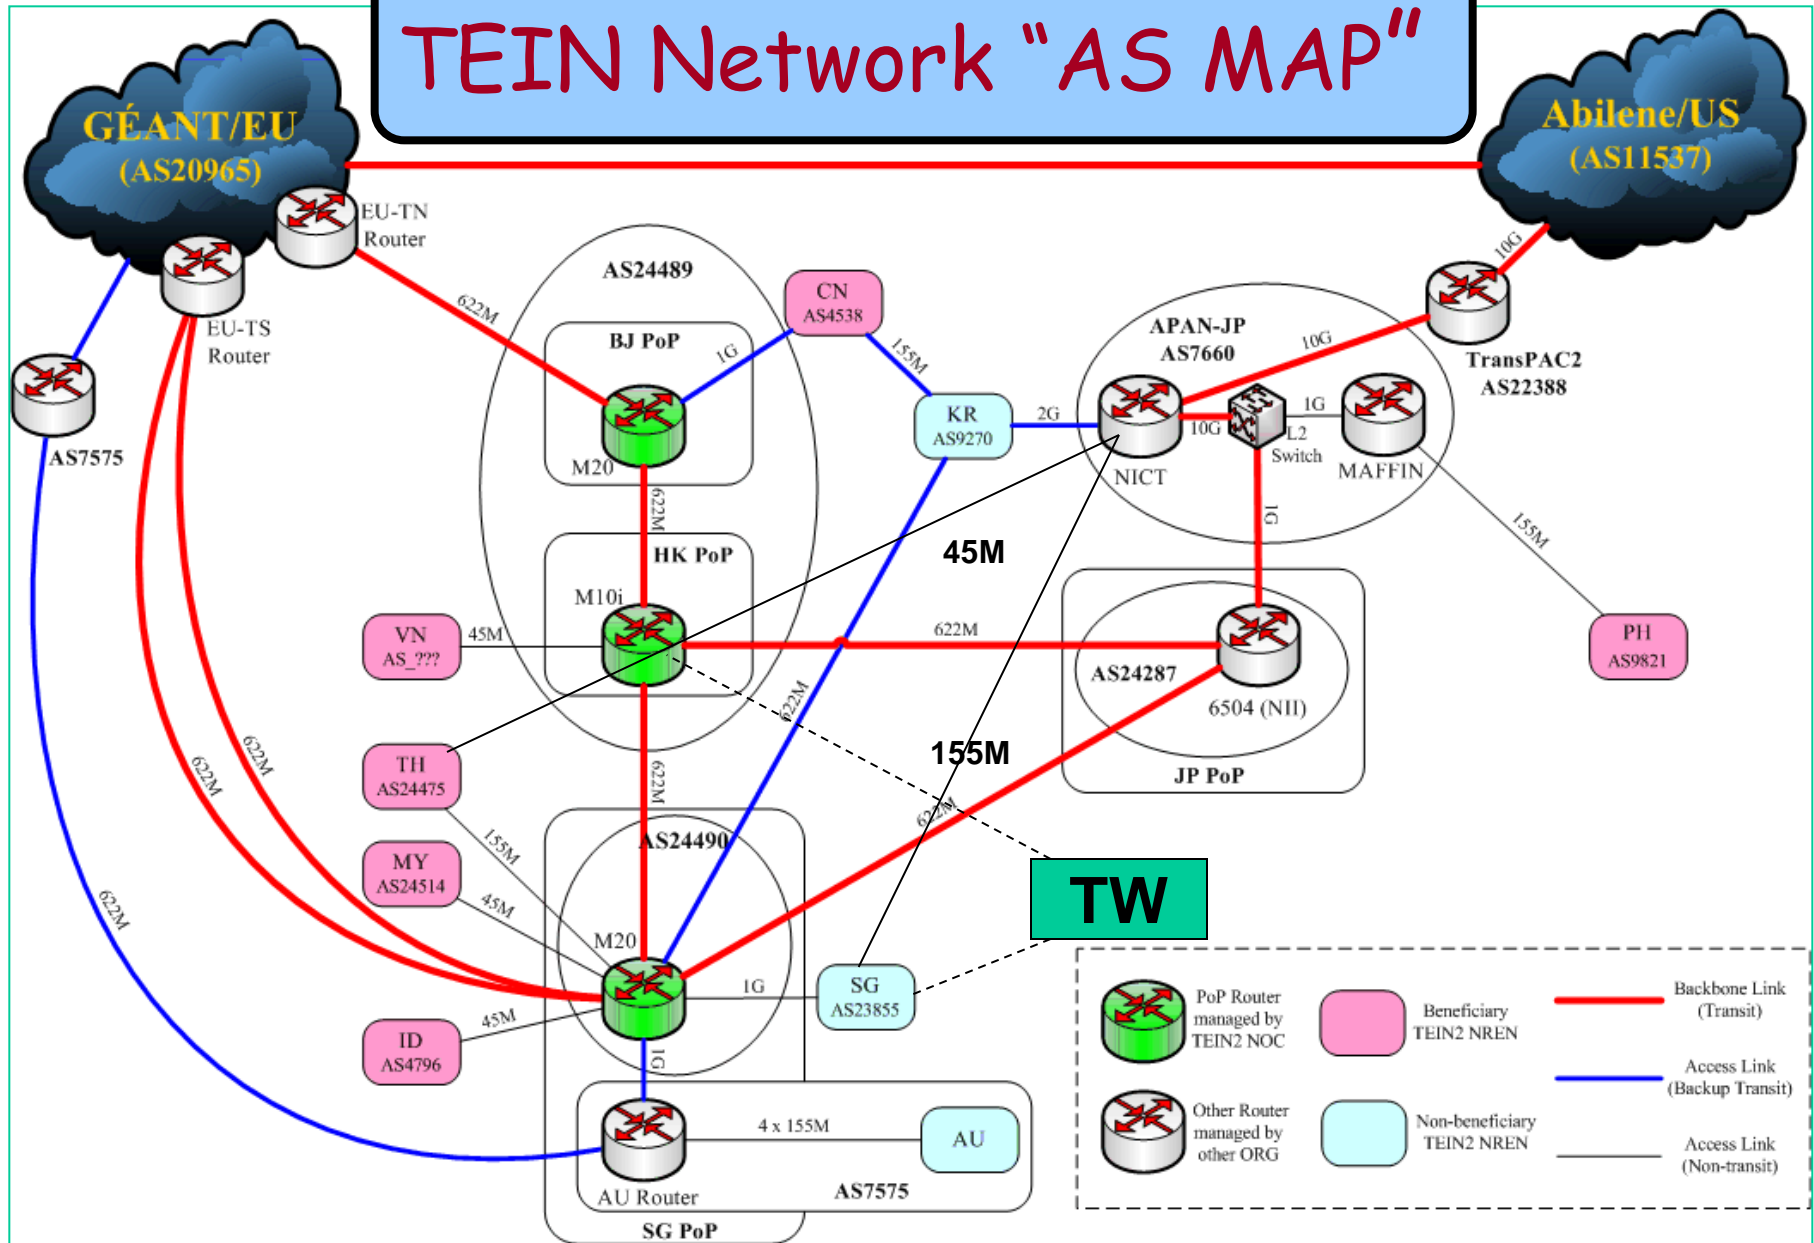 TEIN Network “AS MAP”
GÉANT/EU
(AS20965)
Abilene/US
(AS11537)
EU-TN
Router
EU-TS
Router
10G
AS24489
CN
AS4538
622M
BJ PoP
1G
155M
APAN-JP
AS7660
10G
TransPAC2
AS22388
AS7575
M20
KR
AS9270
2G
10G
1G
L2
Switch
NICT
MAFFIN
622M
1G
155M
HK PoP
45M
M10i
VN
AS_???
45M
622M
PH
AS9821
AS24287
6504 (NII)
622M
JP PoP
155M
TH
AS24475
622M
622M
622M
622M
AS24490
155M
MY
AS24514
45M
TW
622M
M20
1G
SG
AS23855
ID
AS4796
45M
1G
4 x 155M
AU
AU Router
AS7575
SG PoP
PoP Router
managed by
TEIN2 NOC
Beneficiary
TEIN2 NREN
Backbone Link
(Transit)
Access Link
(Backup Transit)
Other Router
managed by
other ORG
Non-beneficiary
TEIN2 NREN
Access Link
(Non-transit)